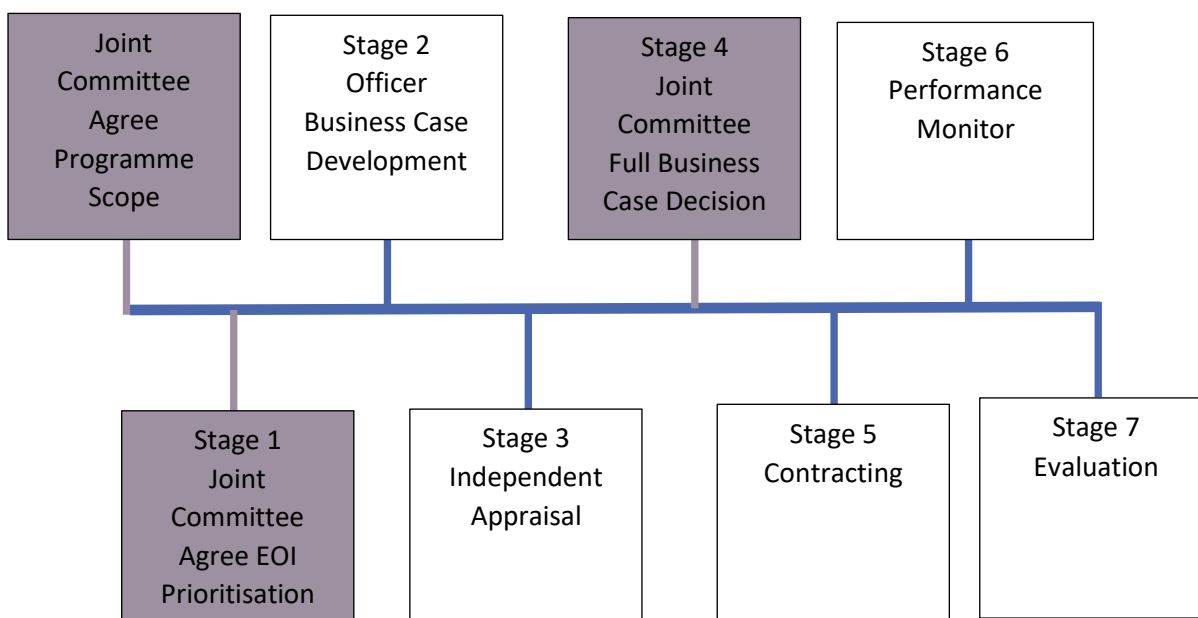 Joint
Committee
Agree
Programme
Scope
Stage 2
Officer
Business Case
Development
Stage 4
Joint
Committee
Full Business
Case Decision
Stage 6
Performance
Monitor
Stage 1
Joint
Committee
Agree EOI
Prioritisation
Stage 3
Independent
Appraisal
Stage 5
Contracting
Stage 7
Evaluation